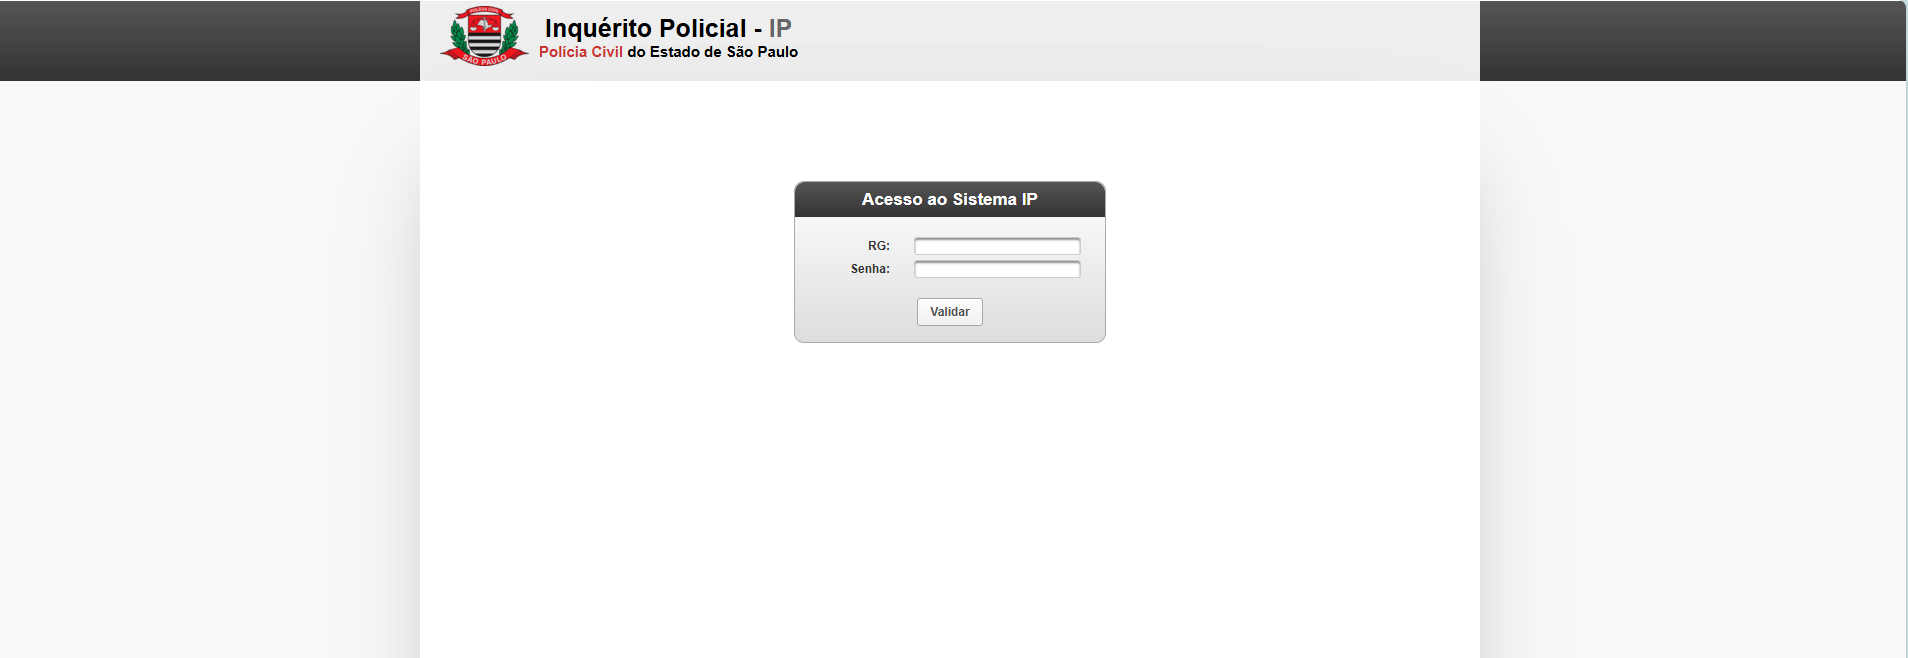 POLICIA CIVIL
SÃO PAULO
Inquérito Policial - IP
Polícia Civil do Estado de São Paulo
Acesso ao Sistema IP
RG:
Senha:
Validar